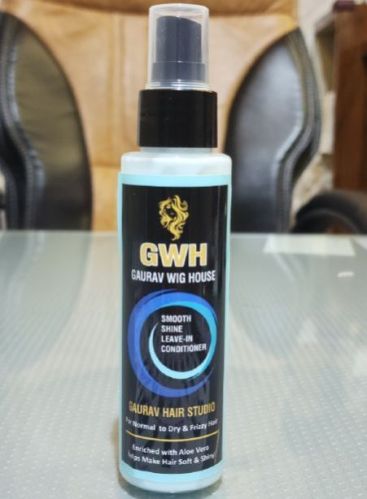 GWH
GAURAV WIG HOUSE
SMOOTH
SHINE
LEAVE-IN
CONDITIONER
GAURAV HAIR STUDIO
For Normal to Dry & Frizzy Hair
Enriched with Aloe Vera
Helps Make Hair Soft & Shiny